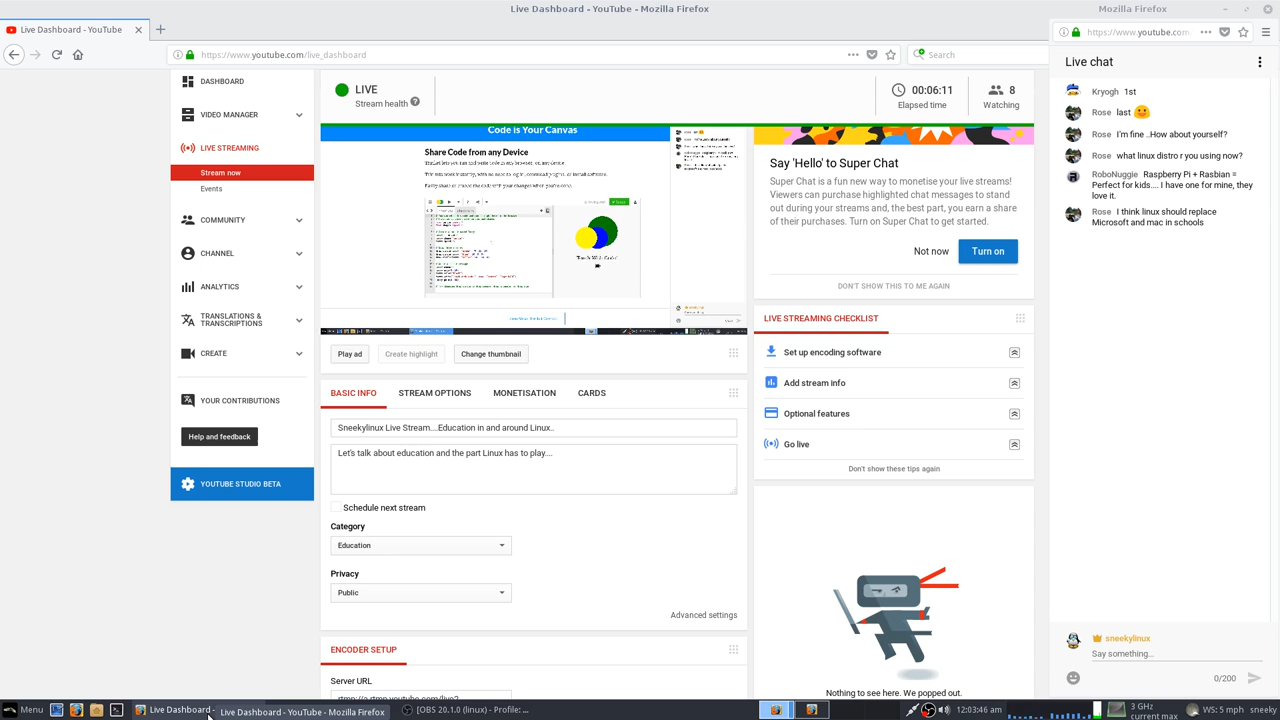 Live Dashboard - YouTube - Mozilla Firefox
Mozilla Firefox
Live Dashboard - YouTube
https://www.youtube.com/live_dashboard
Search
https://www.youtube.com
DASHBOARD
VIDEO MANAGER
LIVE STREAMING
Stream now
Events
COMMUNITY
CHANNEL
ANALYTICS
TRANSLATIONS &
TRANSCRIPTIONS
CREATE
YOUR CONTRIBUTIONS
Help and feedback
YOUTUBE STUDIO BETA
LIVE
Stream health
00:06:11
Elapsed time
8
Watching
Code is Your Canvas
Share Code from any Device
Play ad
Create highlight
Change thumbnail
BASIC INFO
STREAM OPTIONS
MONETISATION
CARDS
Sneekylinux Live Stream....Education in and around Linux..
Let's talk about education and the part Linux has to play....
Schedule next stream
Category
Education
Privacy
Public
Advanced settings
ENCODER SETUP
Server URL
rtmp://a.rtmp.youtube.com/live2
Say 'Hello' to Super Chat
Super Chat is a fun new way to monetise your live streams!
Viewers can purchase highlighted chat messages to stand
out during your streams and, the best part, you earn a share
of their purchases. Turn on Super Chat to get started.
Not now
Turn on
DON'T SHOW THIS TO ME AGAIN
LIVE STREAMING CHECKLIST
Set up encoding software
Add stream info
Optional features
Go live
Don't show these tips again
Nothing to see here. We popped out.
Live chat
Kryogh 1st
Rose last
Rose I'm fine ..How about yourself?
Rose what linux distro r you using now?
RoboNuggie Raspberry Pi + Rasbian =
Perfect for kids.... I have one for mine, they
love it.
Rose I think linux should replace
Microsoft and mac in schools
sneekylinux
Say something...
0/200
Menu
Live Dashboard -
Live Dashboard - YouTube - Mozilla Firefox
[OBS 20.1.0 (linux) - Profile: ...
12:03:46 am
3 GHz
current max
WS: 5 mph
sneeky